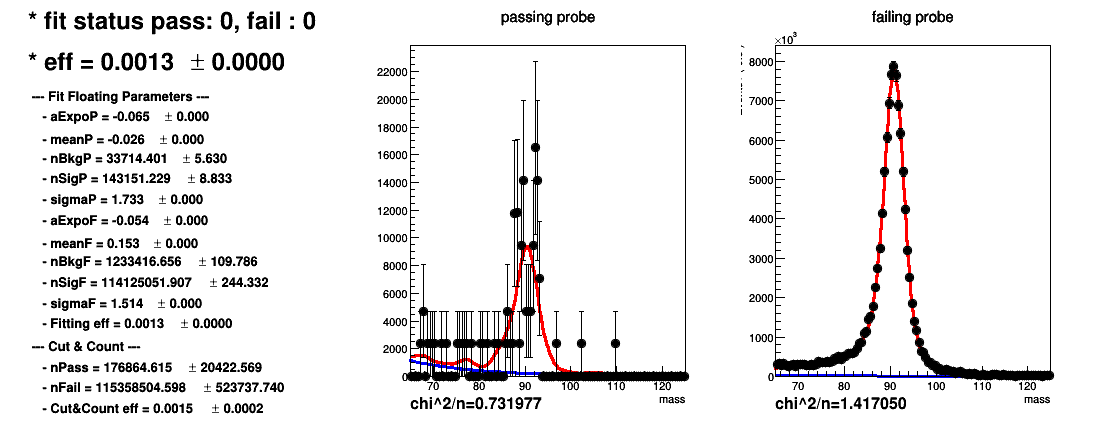 * fit status pass: 0, fail : 0
* eff = 0.0013 ± 0.0000
--- Fit Floating Parameters ---
- aExpoP = -0.065 ± 0.000
- meanP = -0.026 ± 0.000
- nBkgP = 33714.401 ± 5.630
- nSigP = 143151.229 ± 8.833
- sigmaP = 1.733 ± 0.000
- aExpoF = -0.054 ± 0.000
- meanF = 0.153 ± 0.000
- nBkgF = 1233416.656 ± 109.786
- nSigF = 114125051.907 ± 244.332
- sigmaF = 1.514 ± 0.000
- Fitting eff = 0.0013 ± 0.0000
--- Cut & Count ---
- nPass = 176864.615 ± 20422.569
- nFail = 115358504.598 ± 523737.740
- Cut&Count eff = 0.0015 ± 0.0002
passing probe
22000
20000
18000
16000
14000
12000
10000
8000
6000
4000
2000
0
70 80 90 100 110 120
mass
chi^2/n=0.731977
failing probe
×10³
8000
7000
6000
5000
4000
3000
2000
1000
0
70 80 90 100 110 120
mass
chi^2/n=1.417050